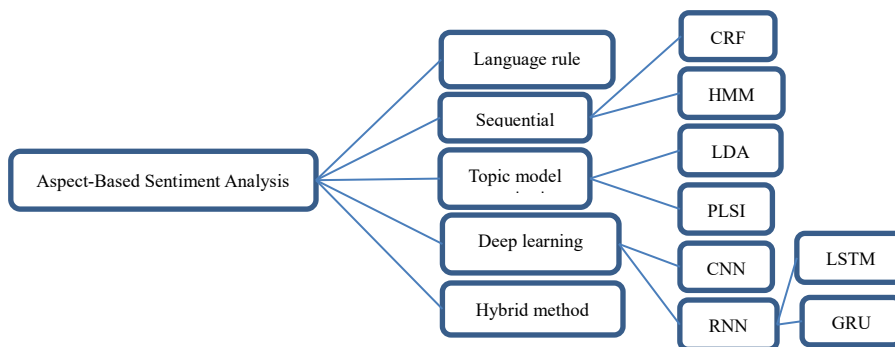 Aspect-Based Sentiment Analysis
Language rule
Sequential
Topic model
Deep learning
Hybrid method
CRF
HMM
LDA
PLSI
CNN
RNN
LSTM
GRU